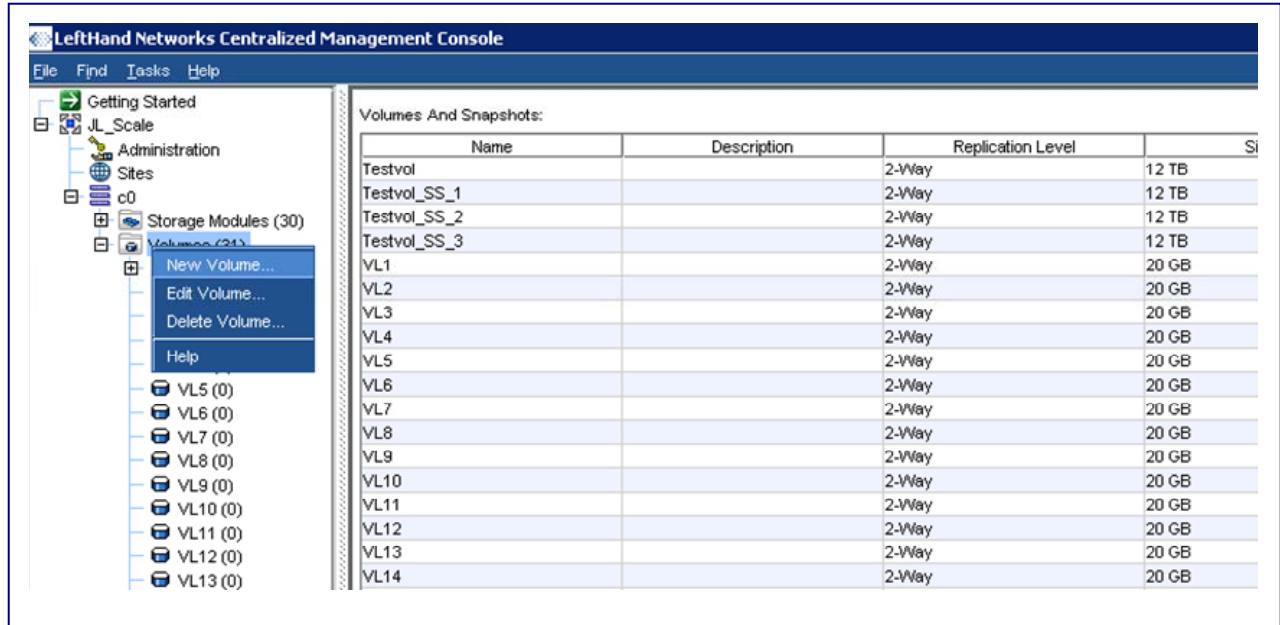 LeftHand Networks Centralized Management Console
File Find Tasks Help
Getting Started
JL_Scale
Administration
Sites
c0
Storage Modules (30)
Volumes (31)
New Volume...
Edit Volume...
Delete Volume...
Help
VL5 (0)
VL6 (0)
VL7 (0)
VL8 (0)
VL9 (0)
VL10 (0)
VL11 (0)
VL12 (0)
VL13 (0)
Volumes And Snapshots:
Name Description Replication Level Si
Testvol 2-Way 12 TB
Testvol_SS_1 2-Way 12 TB
Testvol_SS_2 2-Way 12 TB
Testvol_SS_3 2-Way 12 TB
VL1 2-Way 20 GB
VL2 2-Way 20 GB
VL3 2-Way 20 GB
VL4 2-Way 20 GB
VL5 2-Way 20 GB
VL6 2-Way 20 GB
VL7 2-Way 20 GB
VL8 2-Way 20 GB
VL9 2-Way 20 GB
VL10 2-Way 20 GB
VL11 2-Way 20 GB
VL12 2-Way 20 GB
VL13 2-Way 20 GB
VL14 2-Way 20 GB